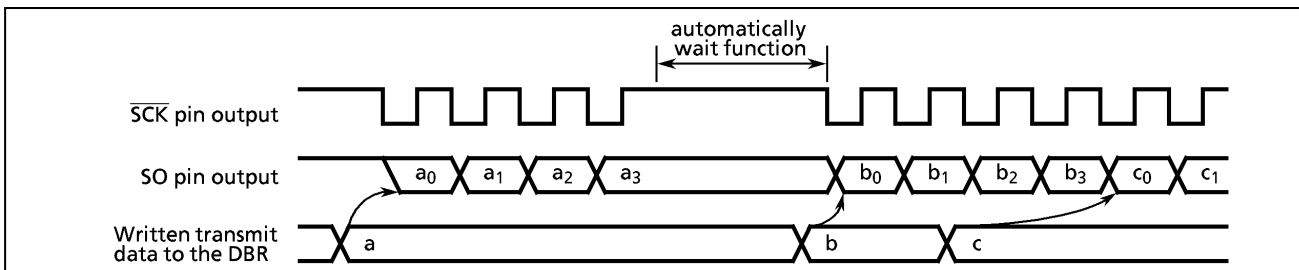 automatically
wait function
SCK pin output
SO pin output
a0 a1 a2 a3 b0 b1 b2 b3 c0 c1
Written transmit
data to the DBR
a b c